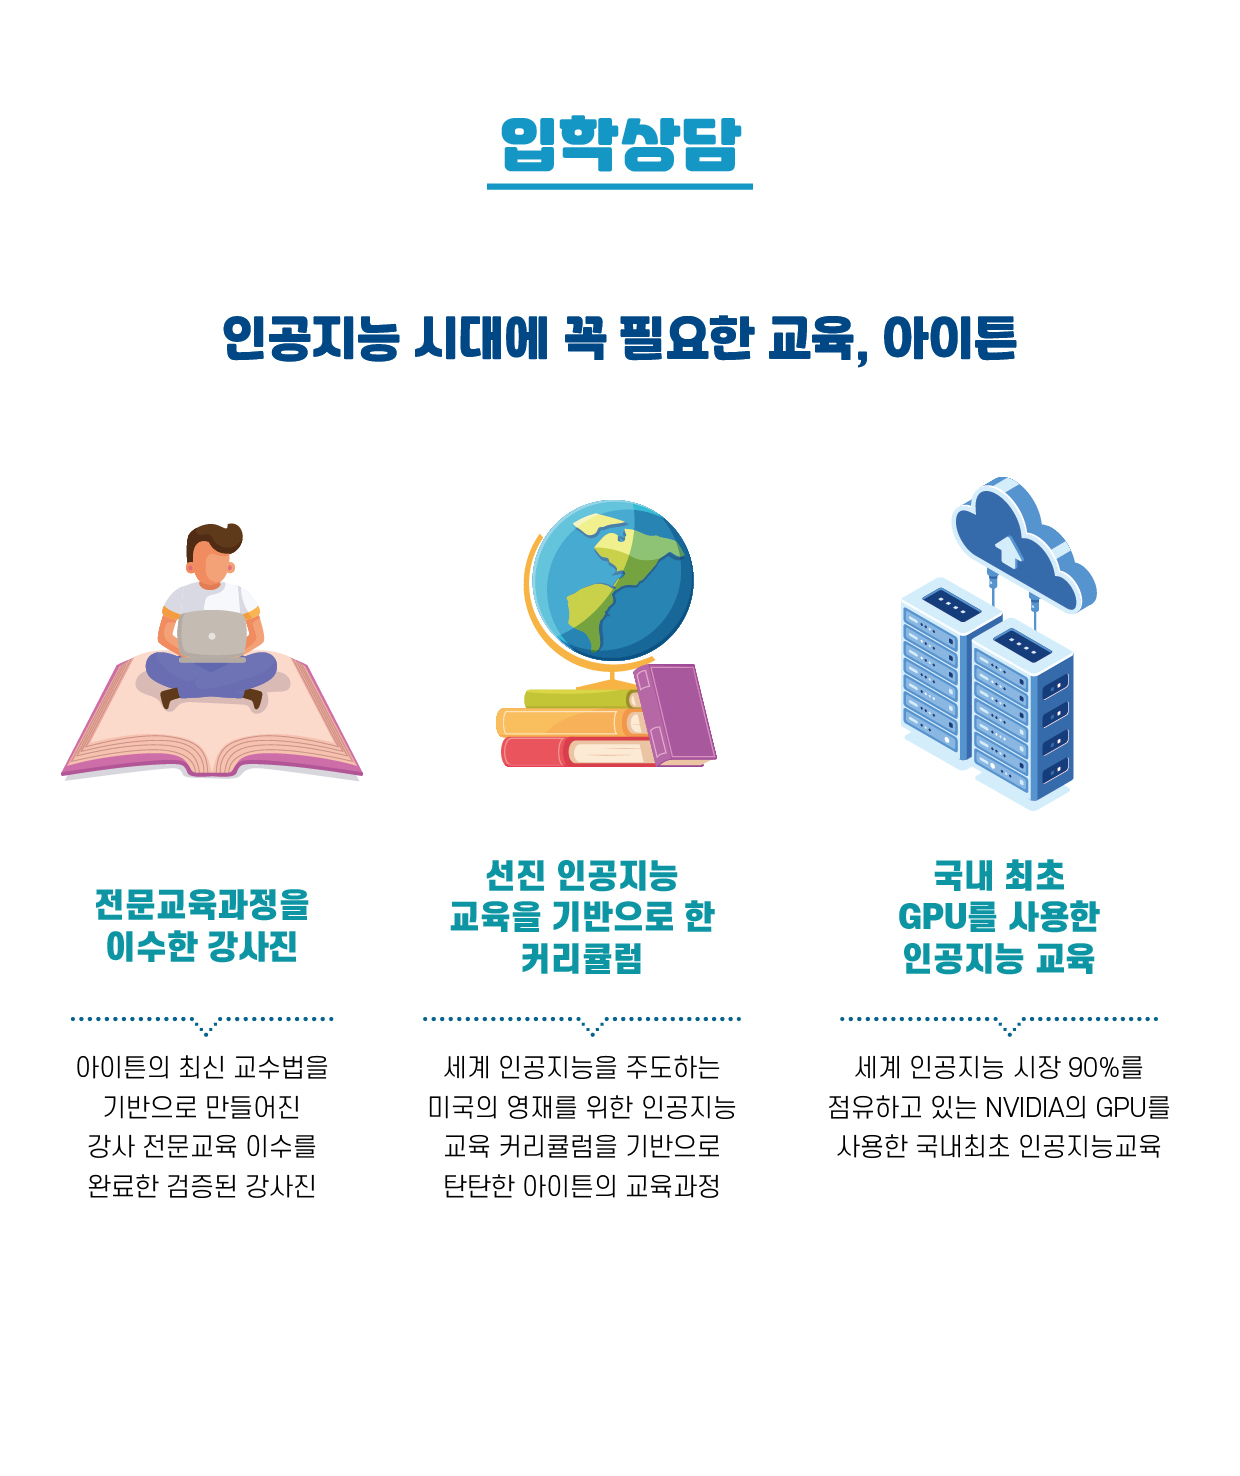 입학상담
인공지능 시대에 꼭 필요한 교육, 아이튼
전문교육과정을
이수한 강사진
아이튼의 최신 교수법을
기반으로 만들어진
강사 전문교육 이수를
완료한 검증된 강사진
선진 인공지능
교육을 기반으로 한
커리큘럼
세계 인공지능을 주도하는
미국의 영재를 위한 인공지능
교육 커리큘럼을 기반으로
탄탄한 아이튼의 교육과정
국내 최초
GPU를 사용한
인공지능 교육
세계 인공지능 시장 90%를
점유하고 있는 NVIDIA의 GPU를
사용한 국내최초 인공지능교육